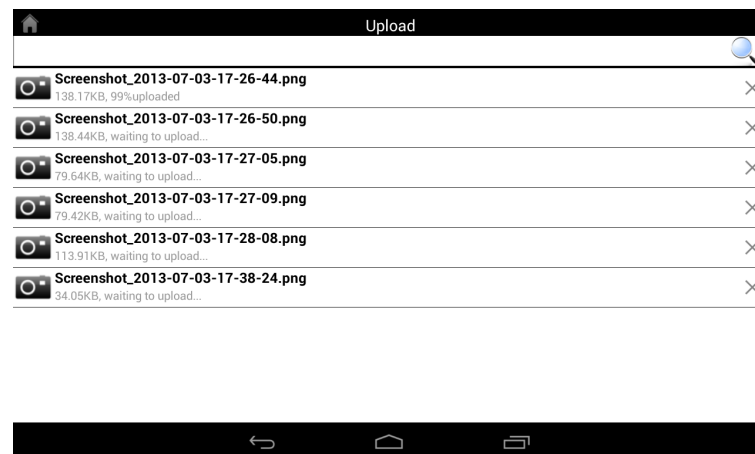 Upload
Screenshot_2013-07-03-17-26-44.png
138.17KB, 99%uploaded
Screenshot_2013-07-03-17-26-50.png
138.44KB, waiting to upload...
Screenshot_2013-07-03-17-27-05.png
79.64KB, waiting to upload...
Screenshot_2013-07-03-17-27-09.png
79.42KB, waiting to upload...
Screenshot_2013-07-03-17-28-08.png
113.91KB, waiting to upload...
Screenshot_2013-07-03-17-38-24.png
34.05KB, waiting to upload...